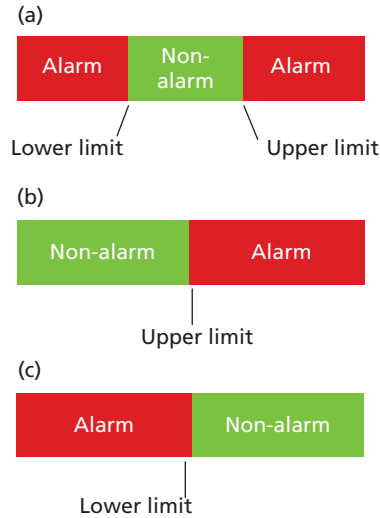 (a)
Alarm
Non-
alarm
Alarm
Lower limit
Upper limit
(b)
Non-alarm
Alarm
Upper limit
(c)
Alarm
Non-alarm
Lower limit